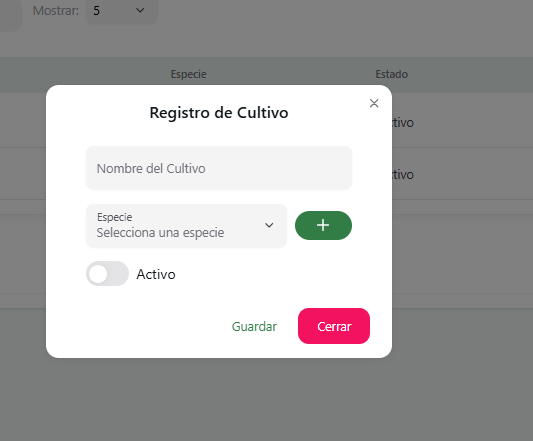 Mostrar: 5
Especie Estado
Registro de Cultivo
tivo
Nombre del Cultivo
tivo
Especie
Selecciona una especie
Activo
Guardar Cerrar